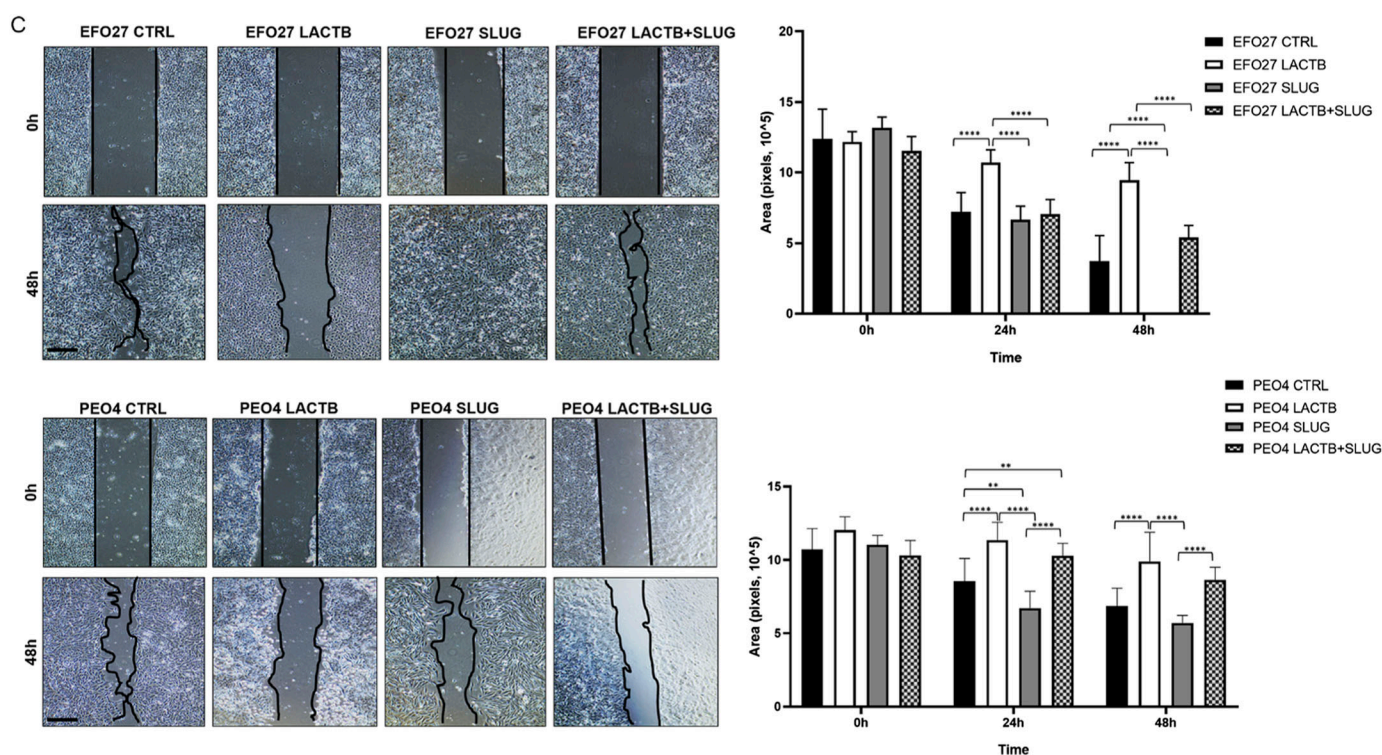 C
EFO27 CTRL EFO27 LACTB EFO27 SLUG EFO27 LACTB+SLUG
0h
48h
20
15
10
5
0
Area (pixels, 10^5)
**** **** ****
**** **** **** ****
0h 24h 48h
Time
EFO27 CTRL
EFO27 LACTB
EFO27 SLUG
EFO27 LACTB+SLUG
PEO4 CTRL PEO4 LACTB PEO4 SLUG PEO4 LACTB+SLUG
0h
48h
15
10
5
0
Area (pixels, 10^5)
**
**
**** **** ****
**** **** ****
0h 24h 48h
Time
PEO4 CTRL
PEO4 LACTB
PEO4 SLUG
PEO4 LACTB+SLUG